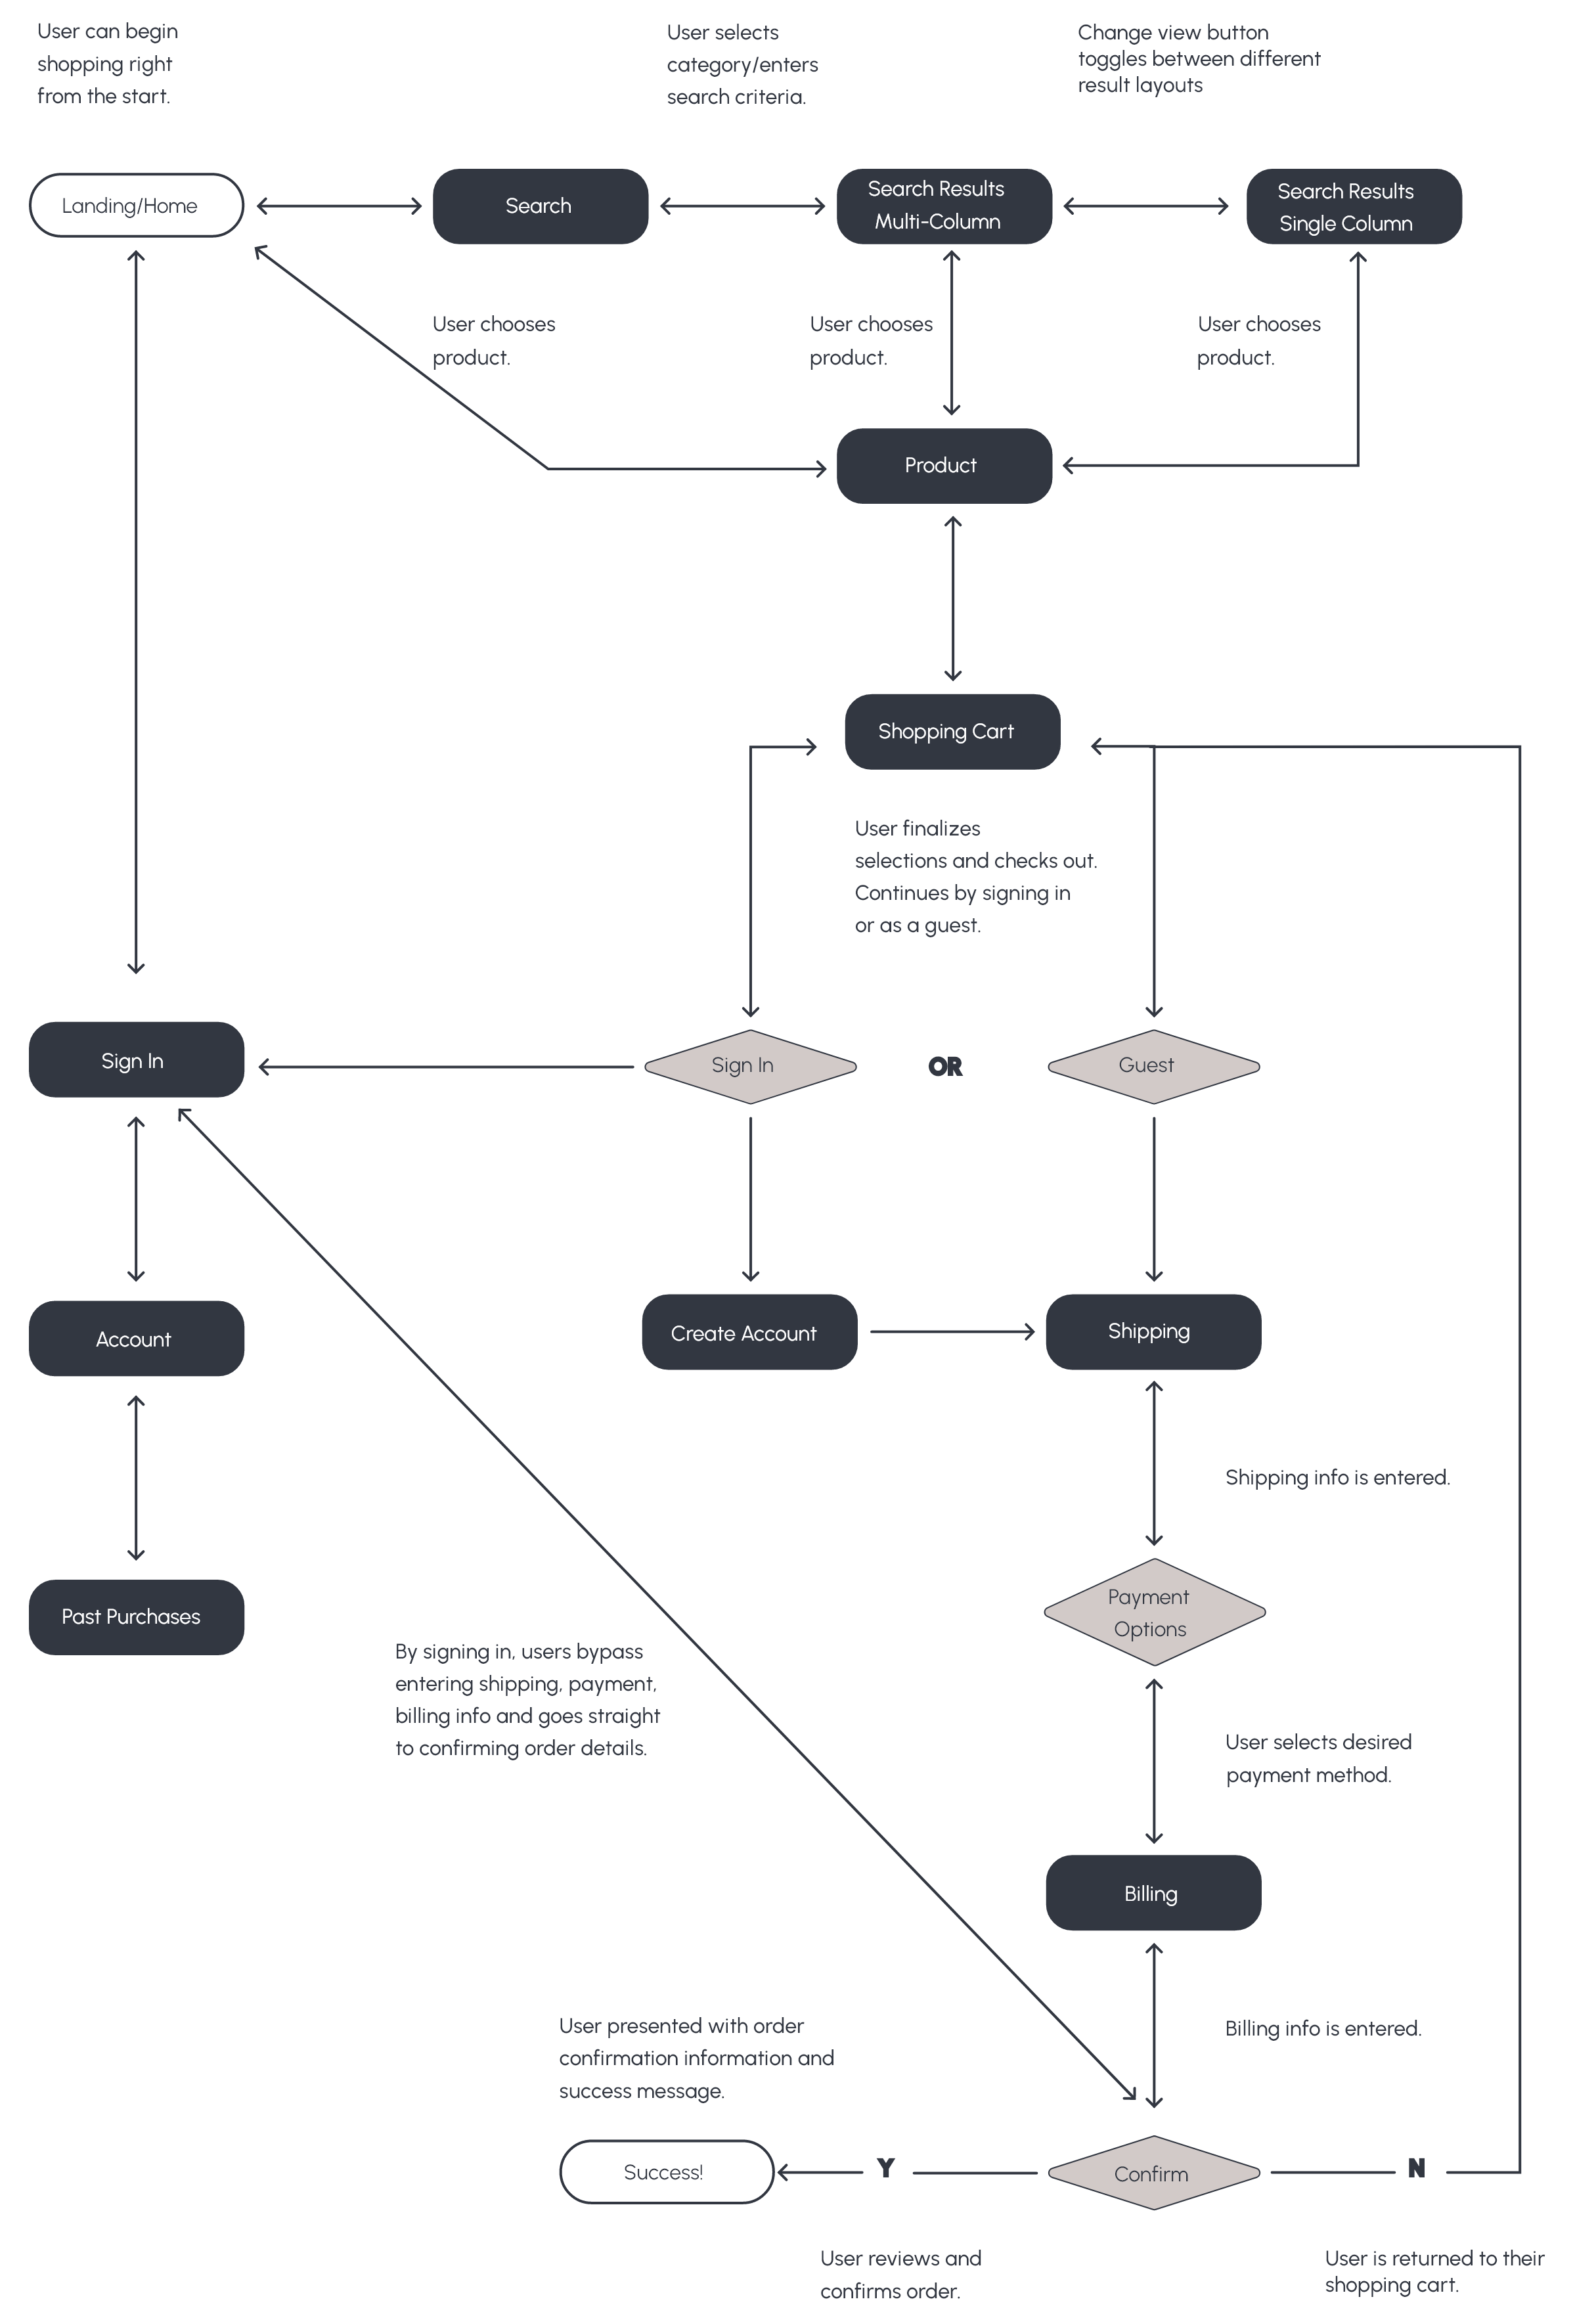 User can begin
shopping right
from the start.
User selects
category/enters
search criteria.
Change view button
toggles between different
result layouts
Landing/Home
Search
Search Results
Multi-Column
Search Results
Single Column
User chooses
product.
User chooses
product.
User chooses
product.
Product
Shopping Cart
User finalizes
selections and checks out.
Continues by signing in
or as a guest.
Sign In
Sign In
OR
Guest
Account
Create Account
Shipping
Shipping info is entered.
Past Purchases
Payment
Options
By signing in, users bypass
entering shipping, payment,
billing info and goes straight
to confirming order details.
User selects desired
payment method.
Billing
User presented with order
confirmation information and
success message.
Billing info is entered.
Success!
Y
Confirm
N
User reviews and
confirms order.
User is returned to their
shopping cart.